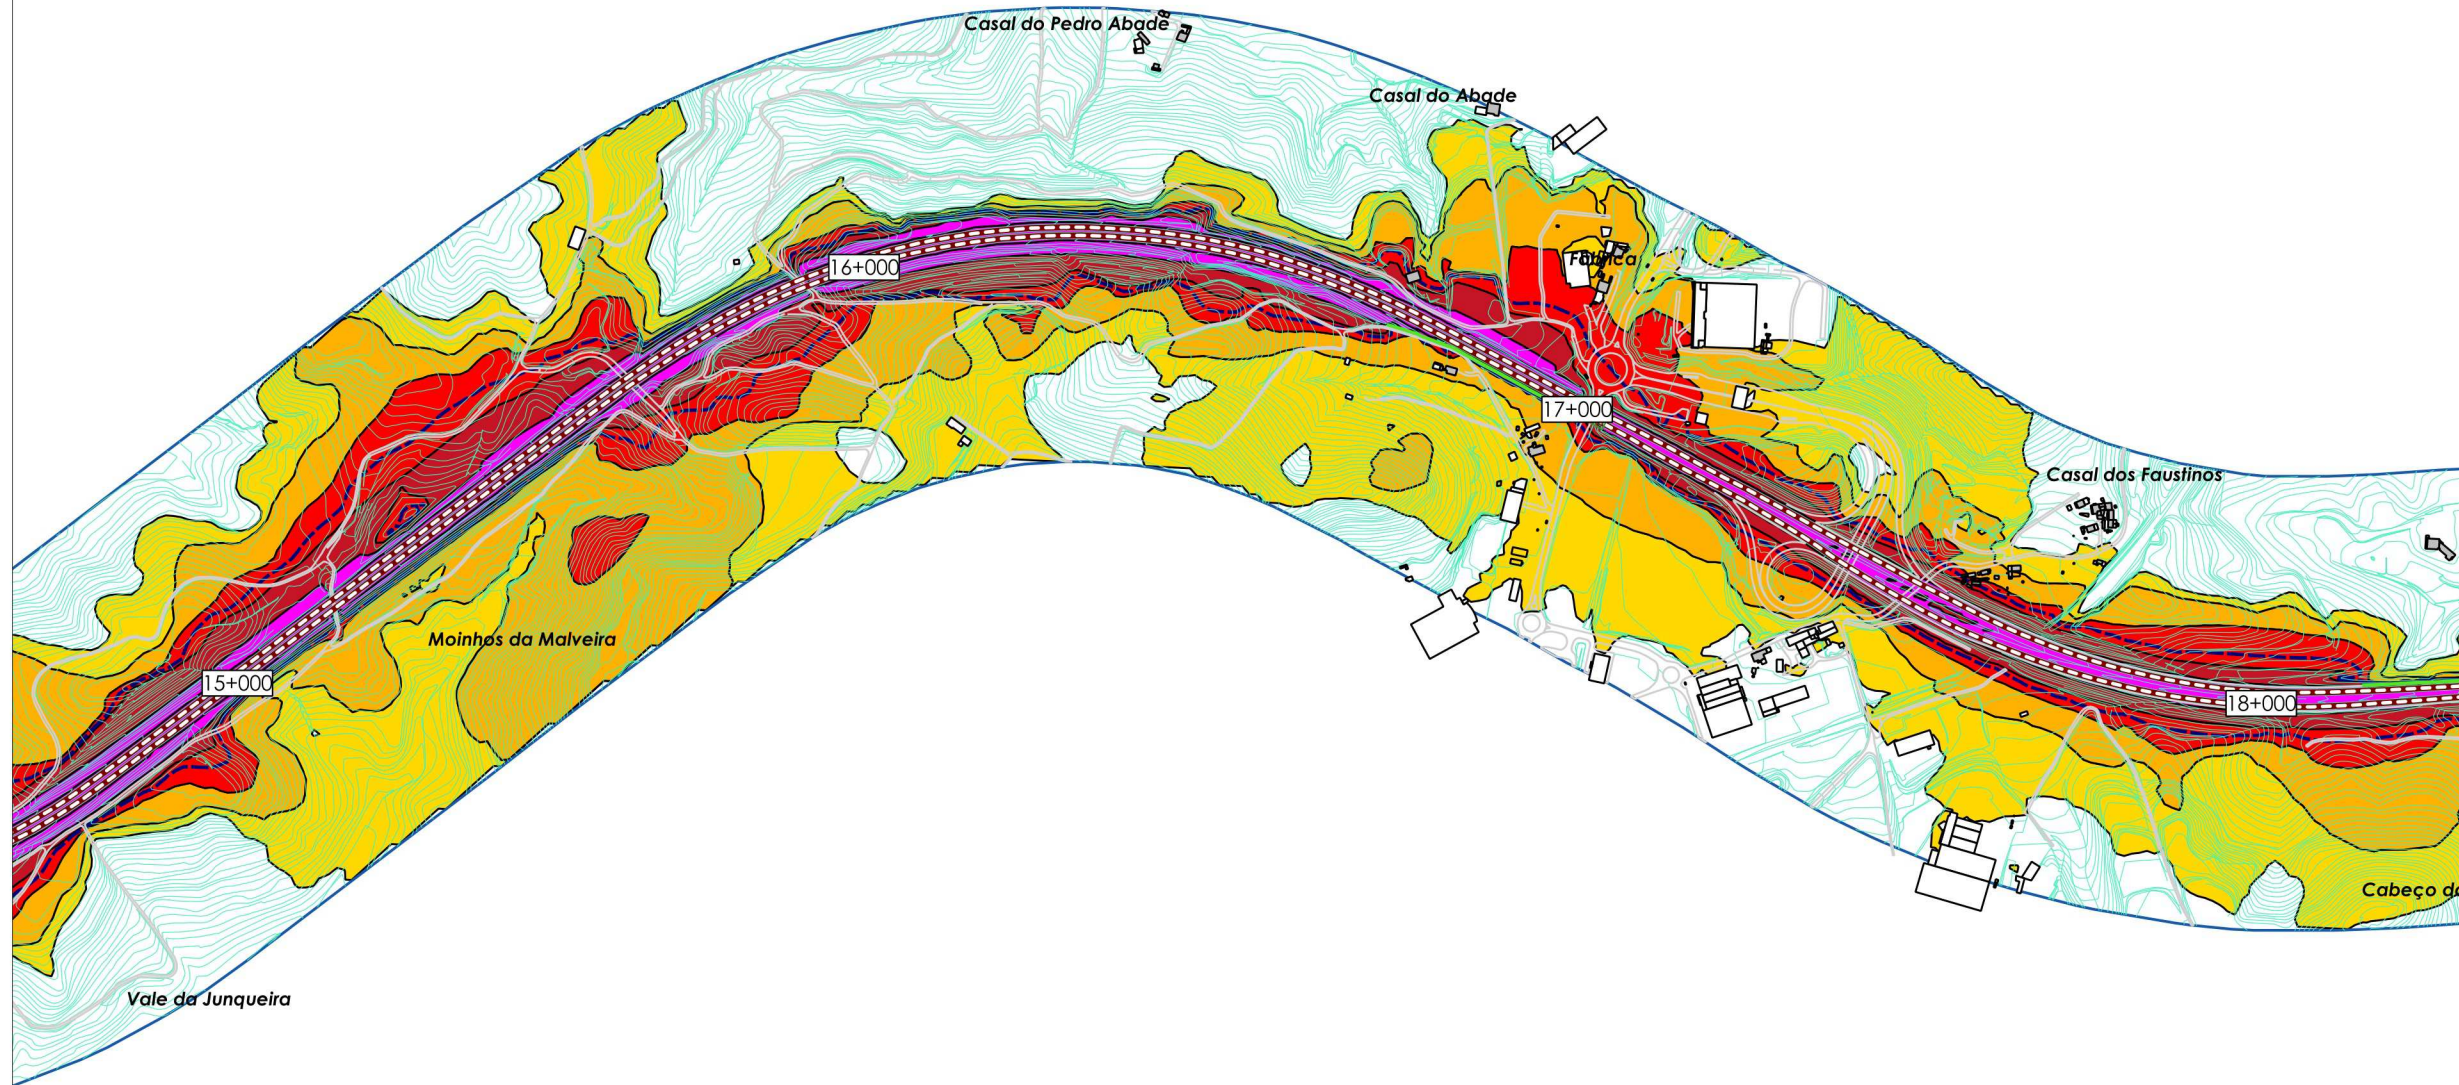 Casal do Pedro Abade
Casal do Abade
Fábrica
16+000
17+000
Casal dos Faustinos
Moinhos da Malveira
15+000
18+000
Cabeço
Vale da Junqueira